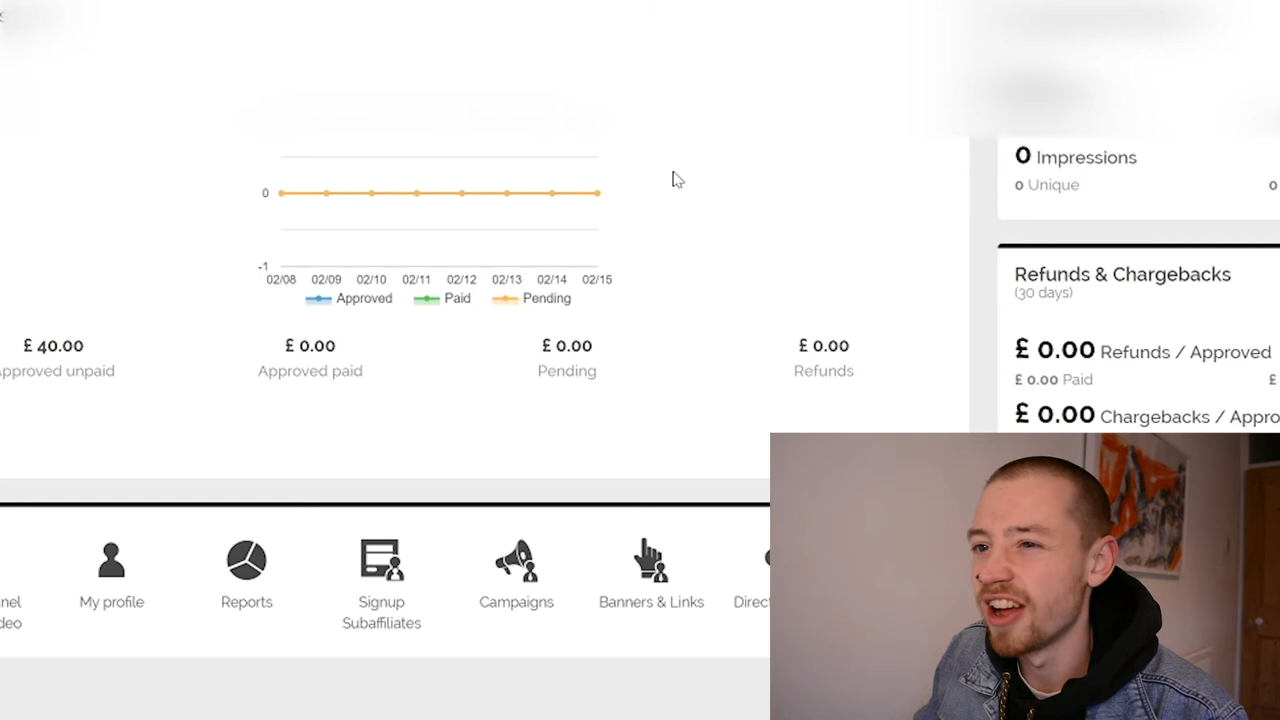 0 Impressions
0 Unique
0
0
-1
02/08 02/09 02/10 02/11 02/12 02/13 02/14 02/15
Approved Paid Pending
£ 40.00
Approved unpaid
£ 0.00
Approved paid
£ 0.00
Pending
£ 0.00
Refunds
Refunds & Chargebacks
(30 days)
£ 0.00 Refunds / Approved
£ 0.00 Paid
£
£ 0.00 Chargebacks / Appro
nel
deo
My profile
Reports
Signup
Subaffiliates
Campaigns
Banners & Links
Direct